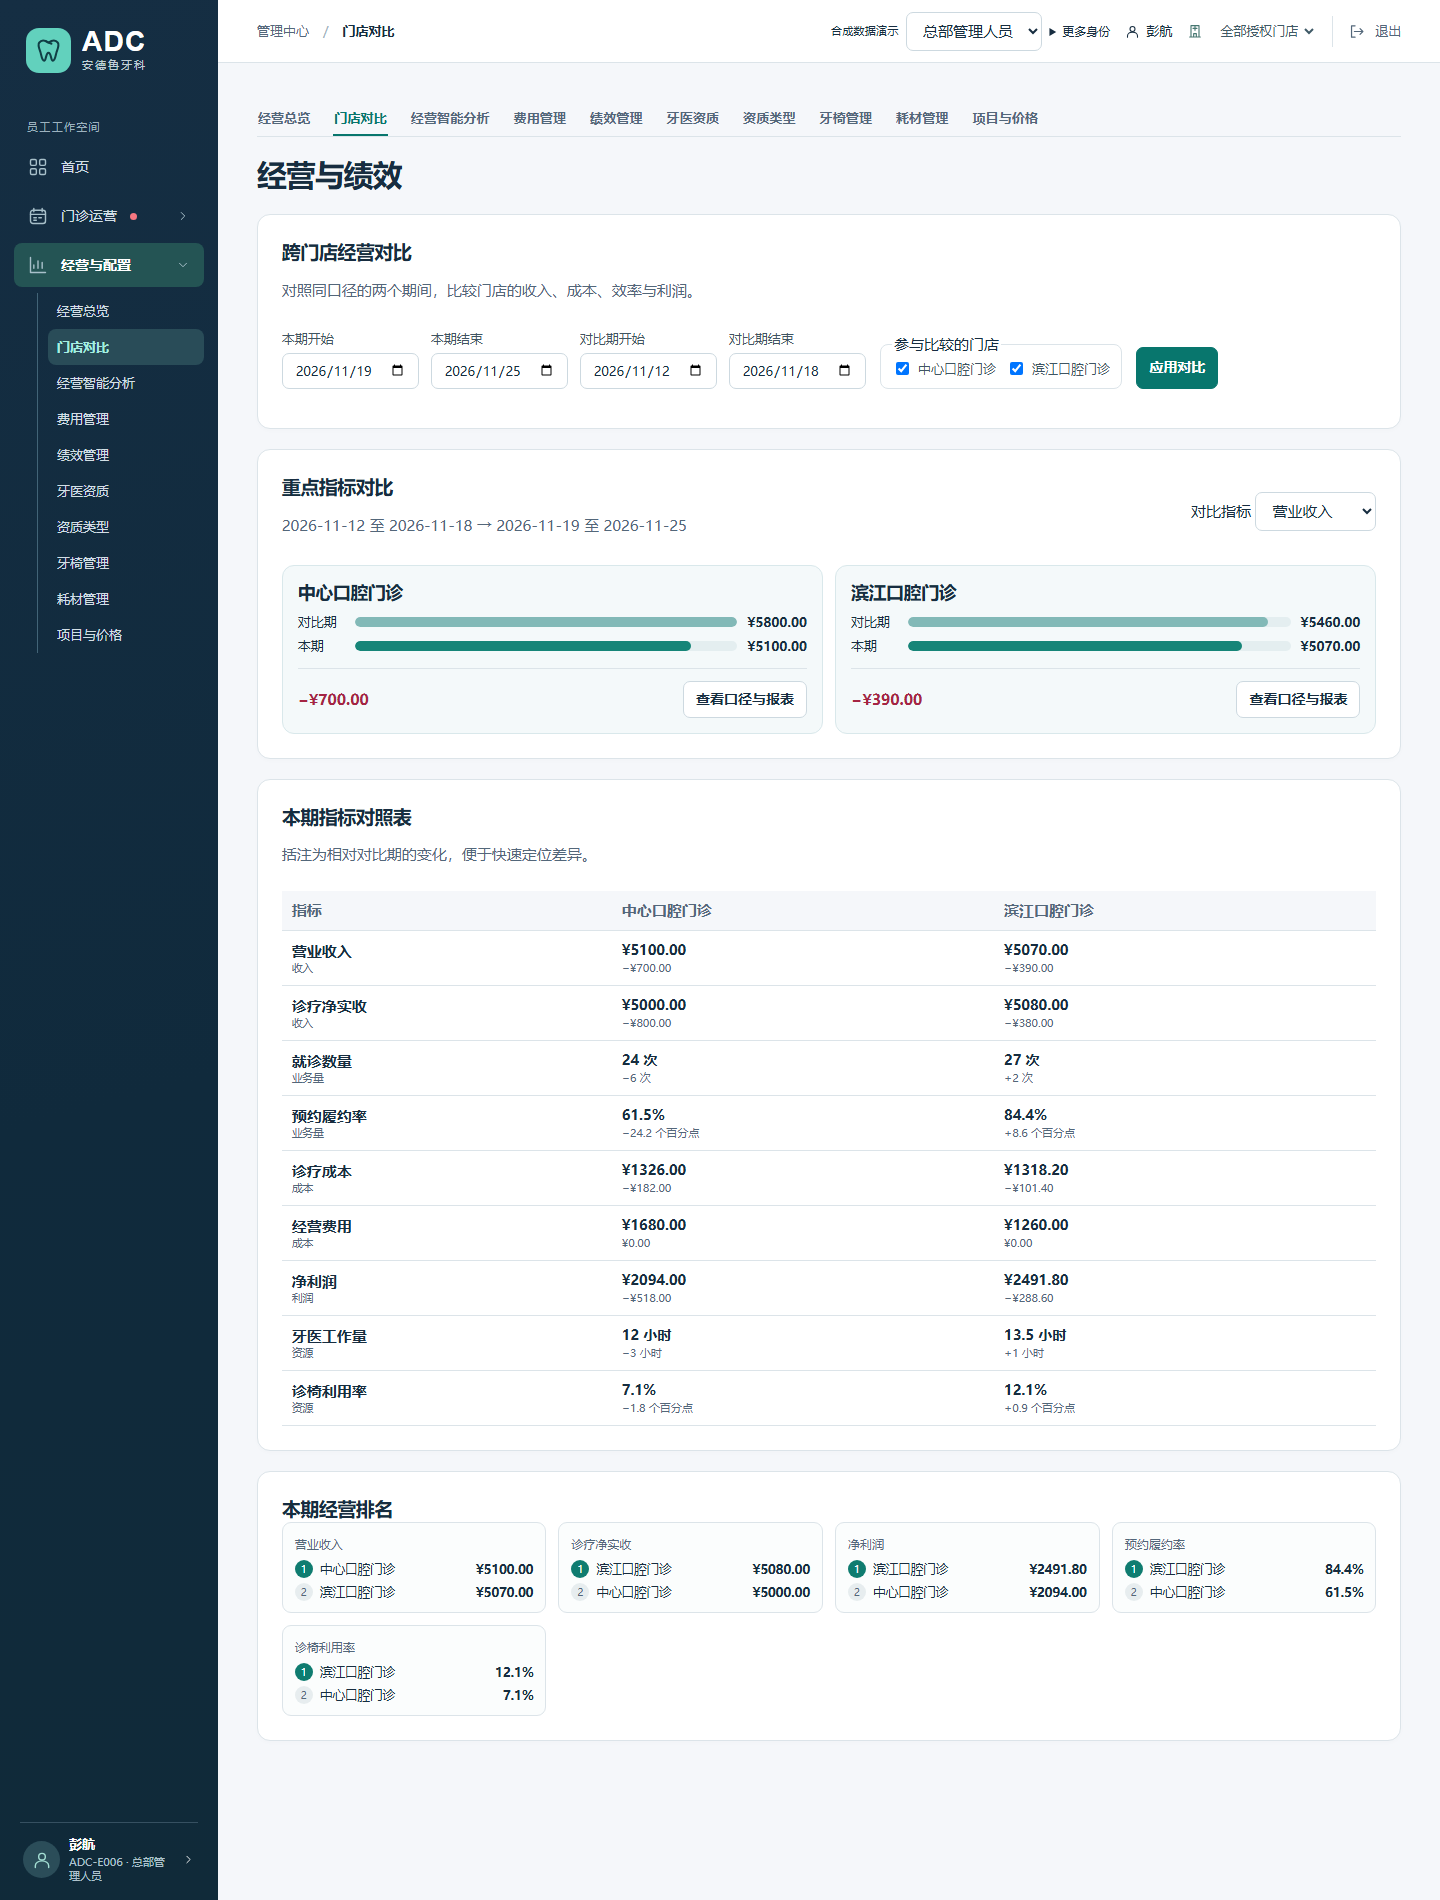 ADC
安德鲁牙科
员工工作空间
首页
门诊运营
经营与配置
经营总览
门店对比
经营智能分析
费用管理
绩效管理
牙医资质
资质类型
牙椅管理
耗材管理
项目与价格
彭航
ADC-E006 · 总部管
理人员
管理中心 / 门店对比
合成数据演示 总部管理人员 更多身份 彭航 全部授权门店 退出
经营总览 门店对比 经营智能分析 费用管理 绩效管理 牙医资质 资质类型 牙椅管理 耗材管理 项目与价格
经营与绩效
跨门店经营对比
对照同口径的两个期间，比较门店的收入、成本、效率与利润。
本期开始 本期结束 对比期开始 对比期结束 参与比较的门店
2026/11/19 2026/11/25 2026/11/12 2026/11/18 中心口腔门诊 滨江口腔门诊 应用对比
重点指标对比
2026-11-12 至 2026-11-18 → 2026-11-19 至 2026-11-25
对比指标 营业收入
中心口腔门诊
对比期 ¥5800.00
本期 ¥5100.00
−¥700.00 查看口径与报表
滨江口腔门诊
对比期 ¥5460.00
本期 ¥5070.00
−¥390.00 查看口径与报表
本期指标对照表
括注为相对对比期的变化，便于快速定位差异。
指标 中心口腔门诊 滨江口腔门诊
营业收入 ¥5100.00 ¥5070.00
收入 −¥700.00 −¥390.00
诊疗净实收 ¥5000.00 ¥5080.00
收入 −¥800.00 −¥380.00
就诊数量 24 次 27 次
业务量 −6 次 +2 次
预约履约率 61.5% 84.4%
业务量 −24.2 个百分点 +8.6 个百分点
诊疗成本 ¥1326.00 ¥1318.20
成本 −¥182.00 −¥101.40
经营费用 ¥1680.00 ¥1260.00
成本 ¥0.00 ¥0.00
净利润 ¥2094.00 ¥2491.80
利润 −¥518.00 −¥288.60
牙医工作量 12 小时 13.5 小时
资源 −3 小时 +1 小时
诊椅利用率 7.1% 12.1%
资源 −1.8 个百分点 +0.9 个百分点
本期经营排名
营业收入
1 中心口腔门诊 ¥5100.00
2 滨江口腔门诊 ¥5070.00
诊疗净实收
1 滨江口腔门诊 ¥5080.00
2 中心口腔门诊 ¥5000.00
净利润
1 滨江口腔门诊 ¥2491.80
2 中心口腔门诊 ¥2094.00
预约履约率
1 滨江口腔门诊 84.4%
2 中心口腔门诊 61.5%
诊椅利用率
1 滨江口腔门诊 12.1%
2 中心口腔门诊 7.1%